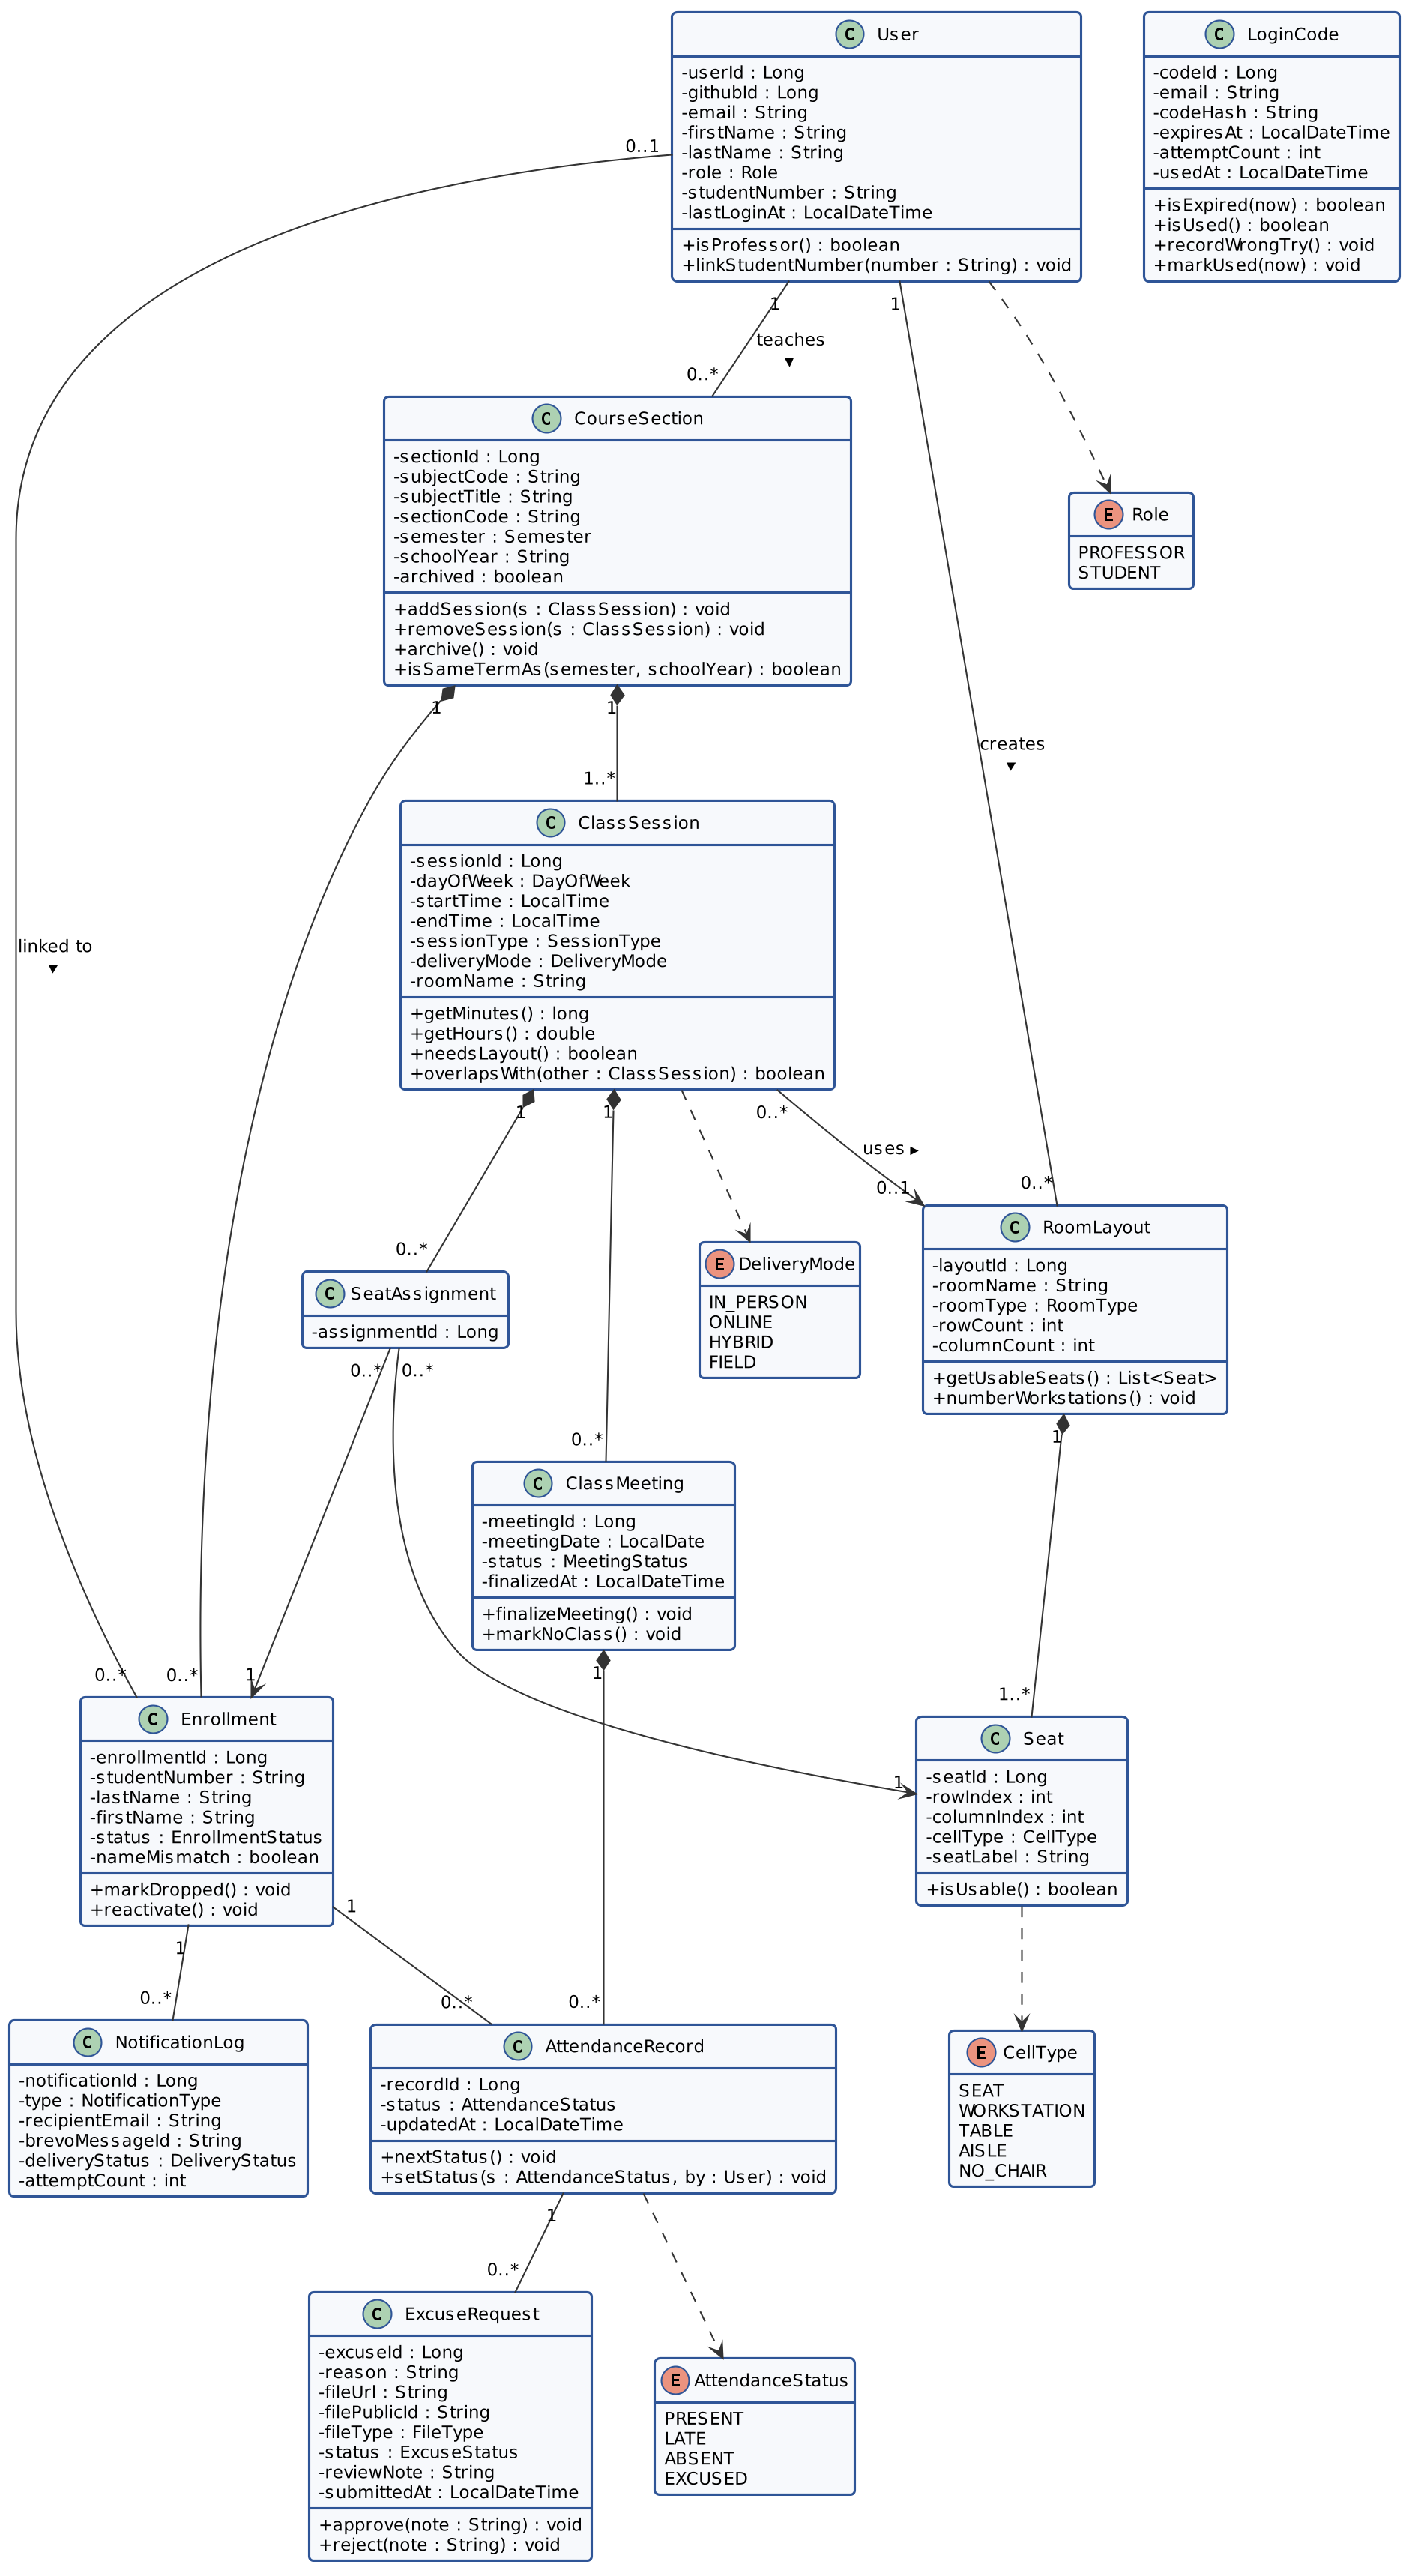 C User
-userId : Long
-githubId : Long
-email : String
-firstName : String
-lastName : String
-role : Role
-studentNumber : String
-lastLoginAt : LocalDateTime
+isProfessor() : boolean
+linkStudentNumber(number : String) : void
C LoginCode
-codeId : Long
-email : String
-codeHash : String
-expiresAt : LocalDateTime
-attemptCount : int
-usedAt : LocalDateTime
+isExpired(now) : boolean
+isUsed() : boolean
+recordWrongTry() : void
+markUsed(now) : void
0..1
1
1
teaches
0..*
C CourseSection
-sectionId : Long
-subjectCode : String
-subjectTitle : String
-sectionCode : String
-semester : Semester
-schoolYear : String
-archived : boolean
+addSession(s : ClassSession) : void
+removeSession(s : ClassSession) : void
+archive() : void
+isSameTermAs(semester, schoolYear) : boolean
E Role
PROFESSOR
STUDENT
1
1
creates
1..*
C ClassSession
-sessionId : Long
-dayOfWeek : DayOfWeek
-startTime : LocalTime
-endTime : LocalTime
-sessionType : SessionType
-deliveryMode : DeliveryMode
-roomName : String
+getMinutes() : long
+getHours() : double
+needsLayout() : boolean
+overlapsWith(other : ClassSession) : boolean
linked to
1
1
0..*
uses
0..1
0..*
0..*
C SeatAssignment
-assignmentId : Long
E DeliveryMode
IN_PERSON
ONLINE
HYBRID
FIELD
C RoomLayout
-layoutId : Long
-roomName : String
-roomType : RoomType
-rowCount : int
-columnCount : int
+getUsableSeats() : List<Seat>
+numberWorkstations() : void
0..*
0..*
0..*
1
C ClassMeeting
-meetingId : Long
-meetingDate : LocalDate
-status : MeetingStatus
-finalizedAt : LocalDateTime
+finalizeMeeting() : void
+markNoClass() : void
0..*
0..*
1
1
1..*
C Enrollment
-enrollmentId : Long
-studentNumber : String
-lastName : String
-firstName : String
-status : EnrollmentStatus
-nameMismatch : boolean
+markDropped() : void
+reactivate() : void
1
C Seat
-seatId : Long
-rowIndex : int
-columnIndex : int
-cellType : CellType
-seatLabel : String
+isUsable() : boolean
1
1
0..*
0..*
0..*
C NotificationLog
-notificationId : Long
-type : NotificationType
-recipientEmail : String
-brevoMessageId : String
-deliveryStatus : DeliveryStatus
-attemptCount : int
C AttendanceRecord
-recordId : Long
-status : AttendanceStatus
-updatedAt : LocalDateTime
+nextStatus() : void
+setStatus(s : AttendanceStatus, by : User) : void
E CellType
SEAT
WORKSTATION
TABLE
AISLE
NO_CHAIR
1
0..*
C ExcuseRequest
-excuseId : Long
-reason : String
-fileUrl : String
-filePublicId : String
-fileType : FileType
-status : ExcuseStatus
-reviewNote : String
-submittedAt : LocalDateTime
+approve(note : String) : void
+reject(note : String) : void
E AttendanceStatus
PRESENT
LATE
ABSENT
EXCUSED